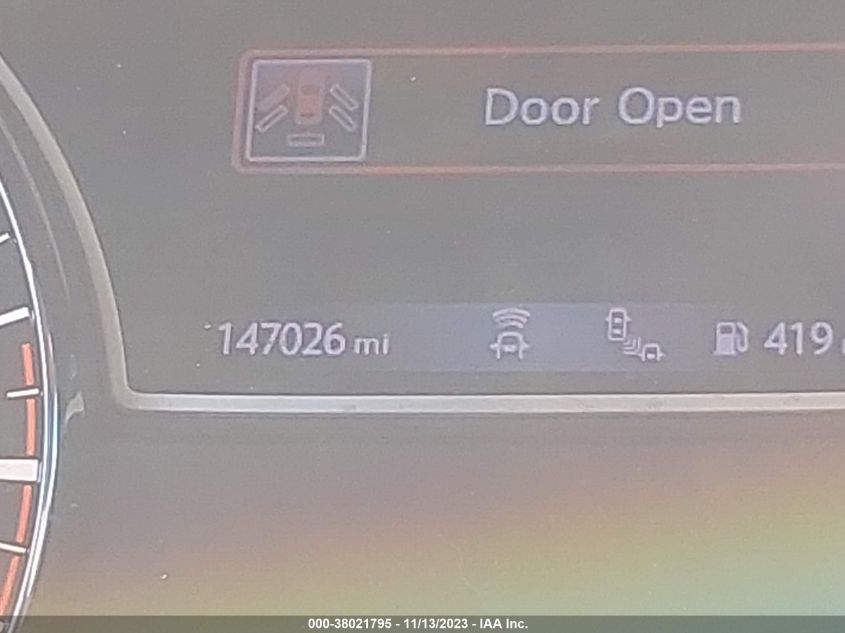 Door Open
147026 mi 419
000-38021795 - 11/13/2023 - IAA Inc.